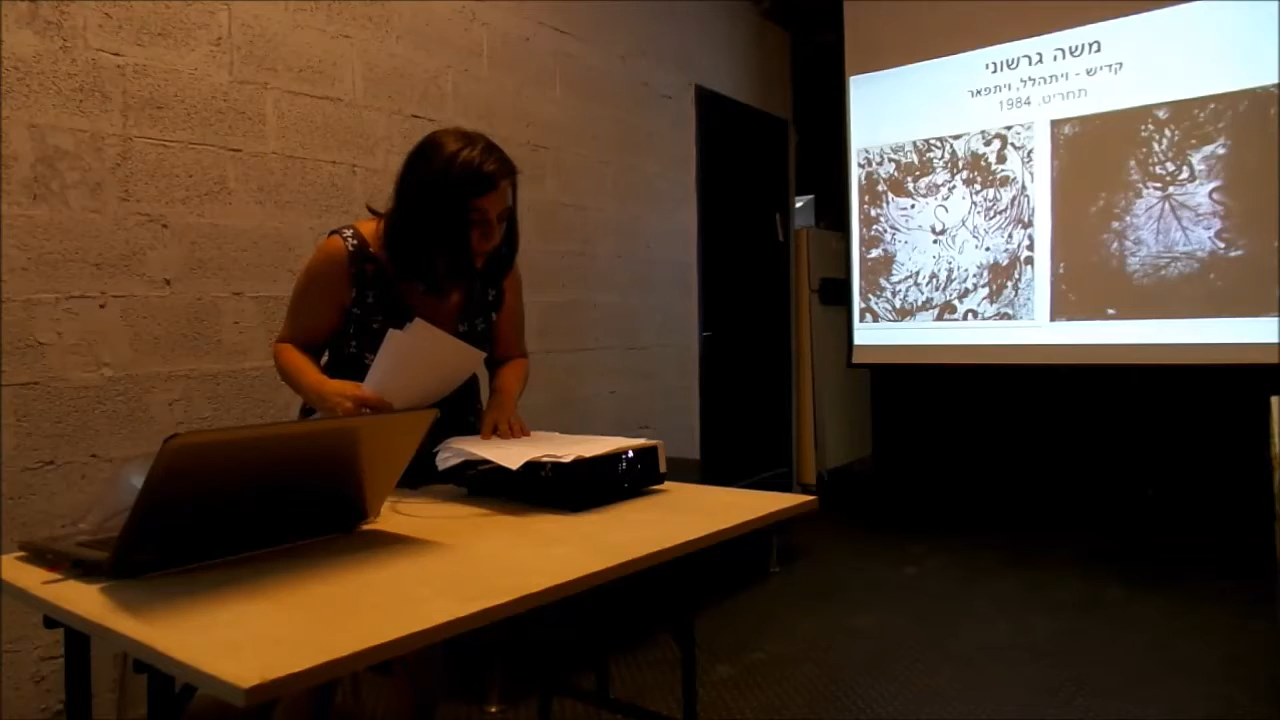 משה גרשוני
קדיש - ויתהלל, ויתפאר
תחריט, 1984